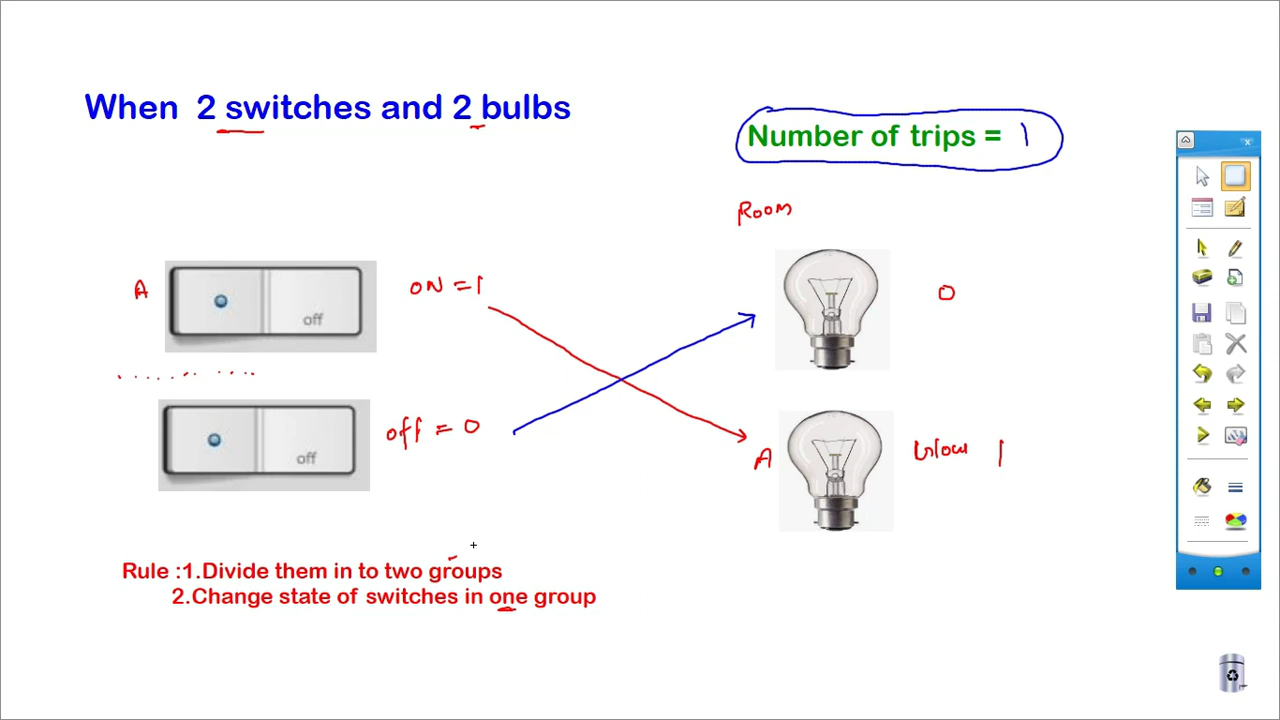 When 2 switches and 2 bulbs
Number of trips = 1
Room
A
off
ON = 1
0
off
off = 0
A
Glow 1
Rule :1.Divide them in to two groups
2.Change state of switches in one group